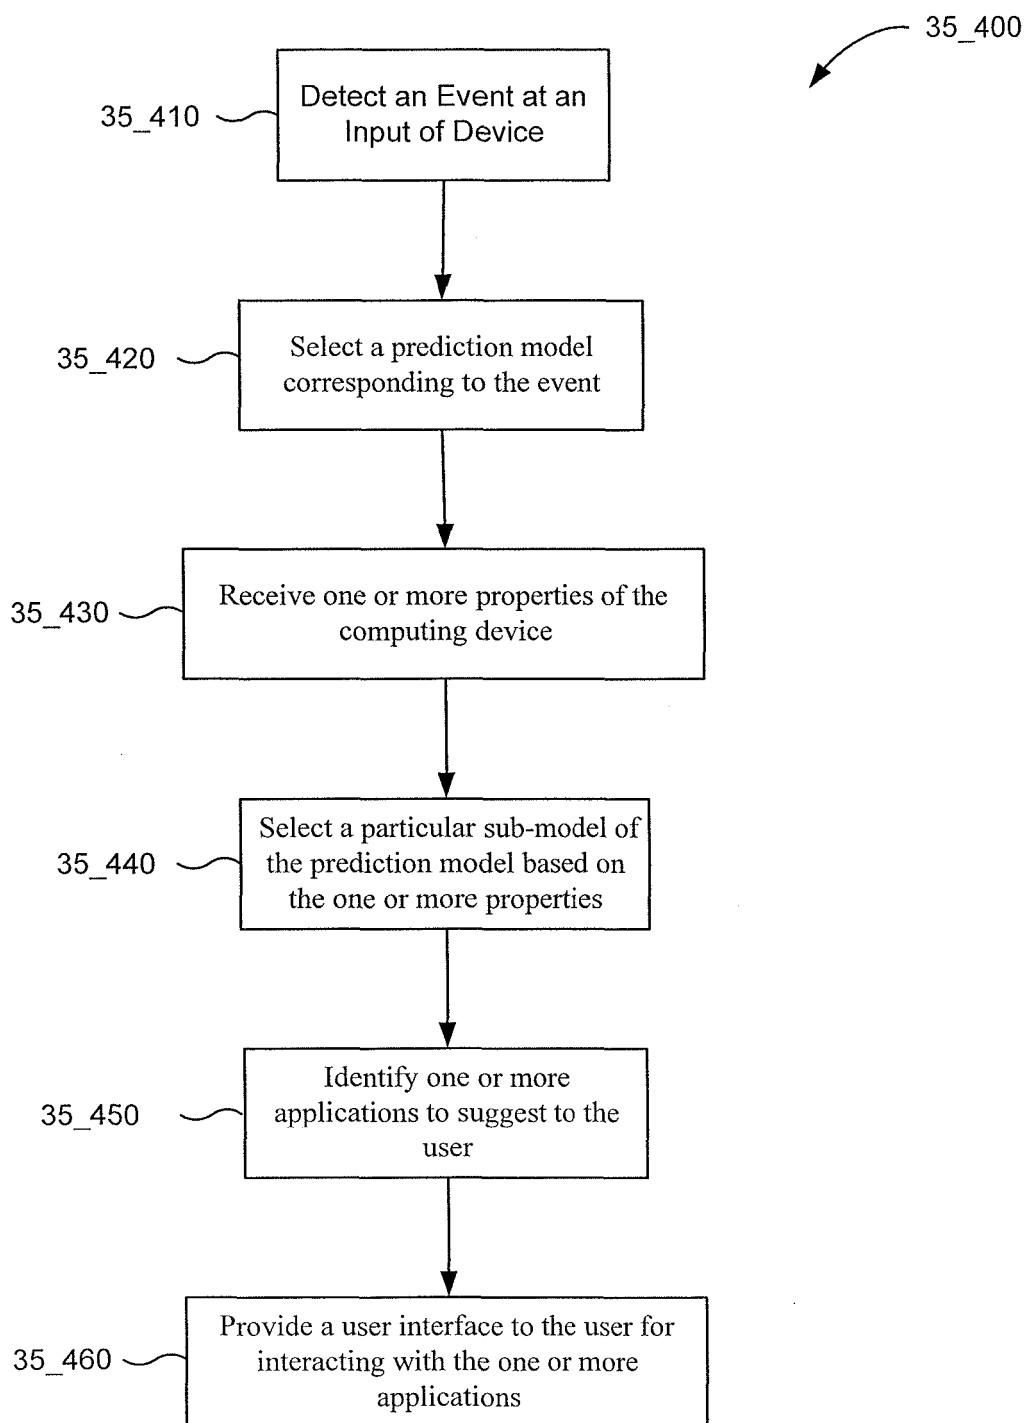 35_400
35_410
Detect an Event at an
Input of Device
35_420
Select a prediction model
corresponding to the event
35_430
Receive one or more properties of the
computing device
35_440
Select a particular sub-model of
the prediction model based on
the one or more properties
35_450
Identify one or more
applications to suggest to the
user
35_460
Provide a user interface to the user for
interacting with the one or more
applications